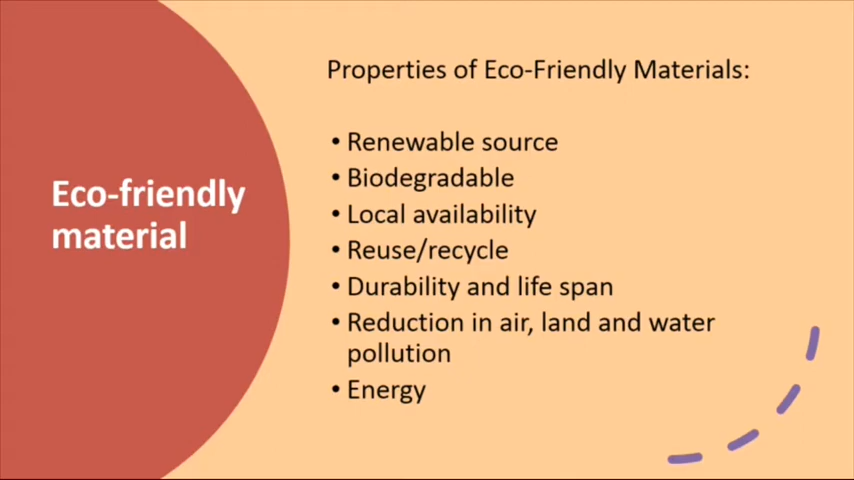 Eco-friendly
material
Properties of Eco-Friendly Materials:
• Renewable source
• Biodegradable
• Local availability
• Reuse/recycle
• Durability and life span
• Reduction in air, land and water
pollution
• Energy